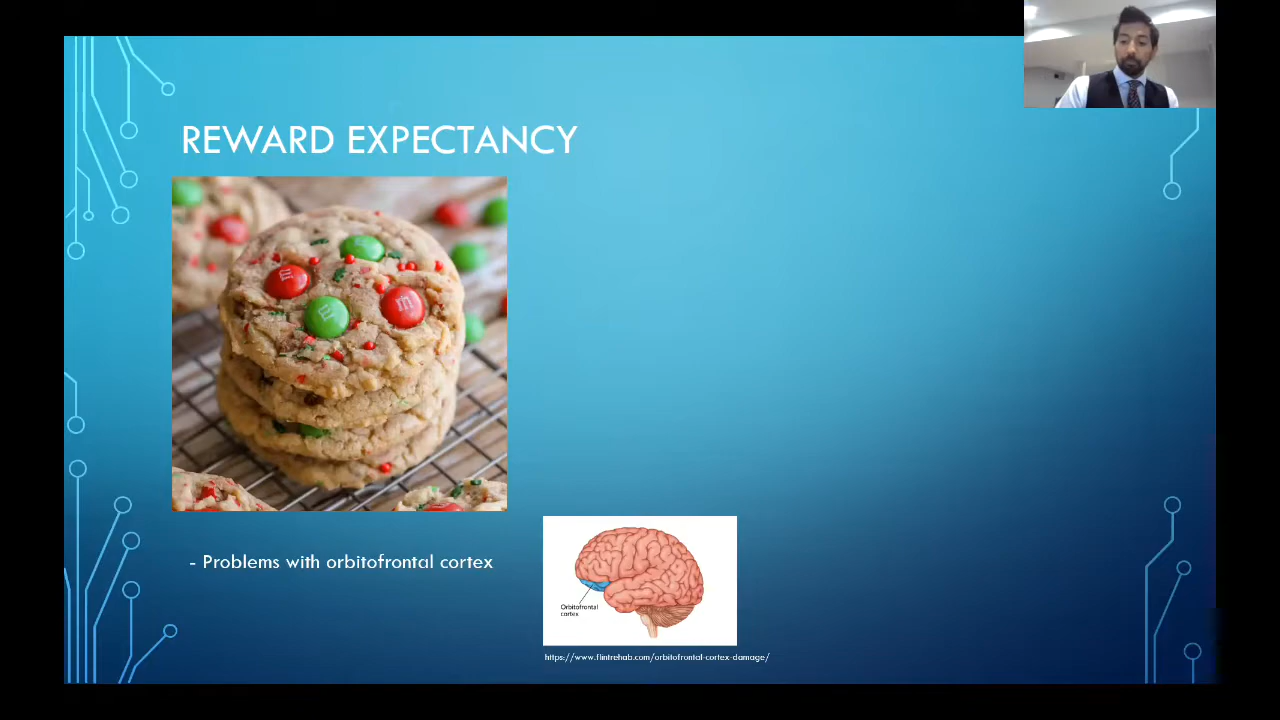 REWARD EXPECTANCY
m
m
m
m
- Problems with orbitofrontal cortex
Orbitofrontal
cortex
https://www.flintrehab.com/orbitofrontal-cortex-damage/